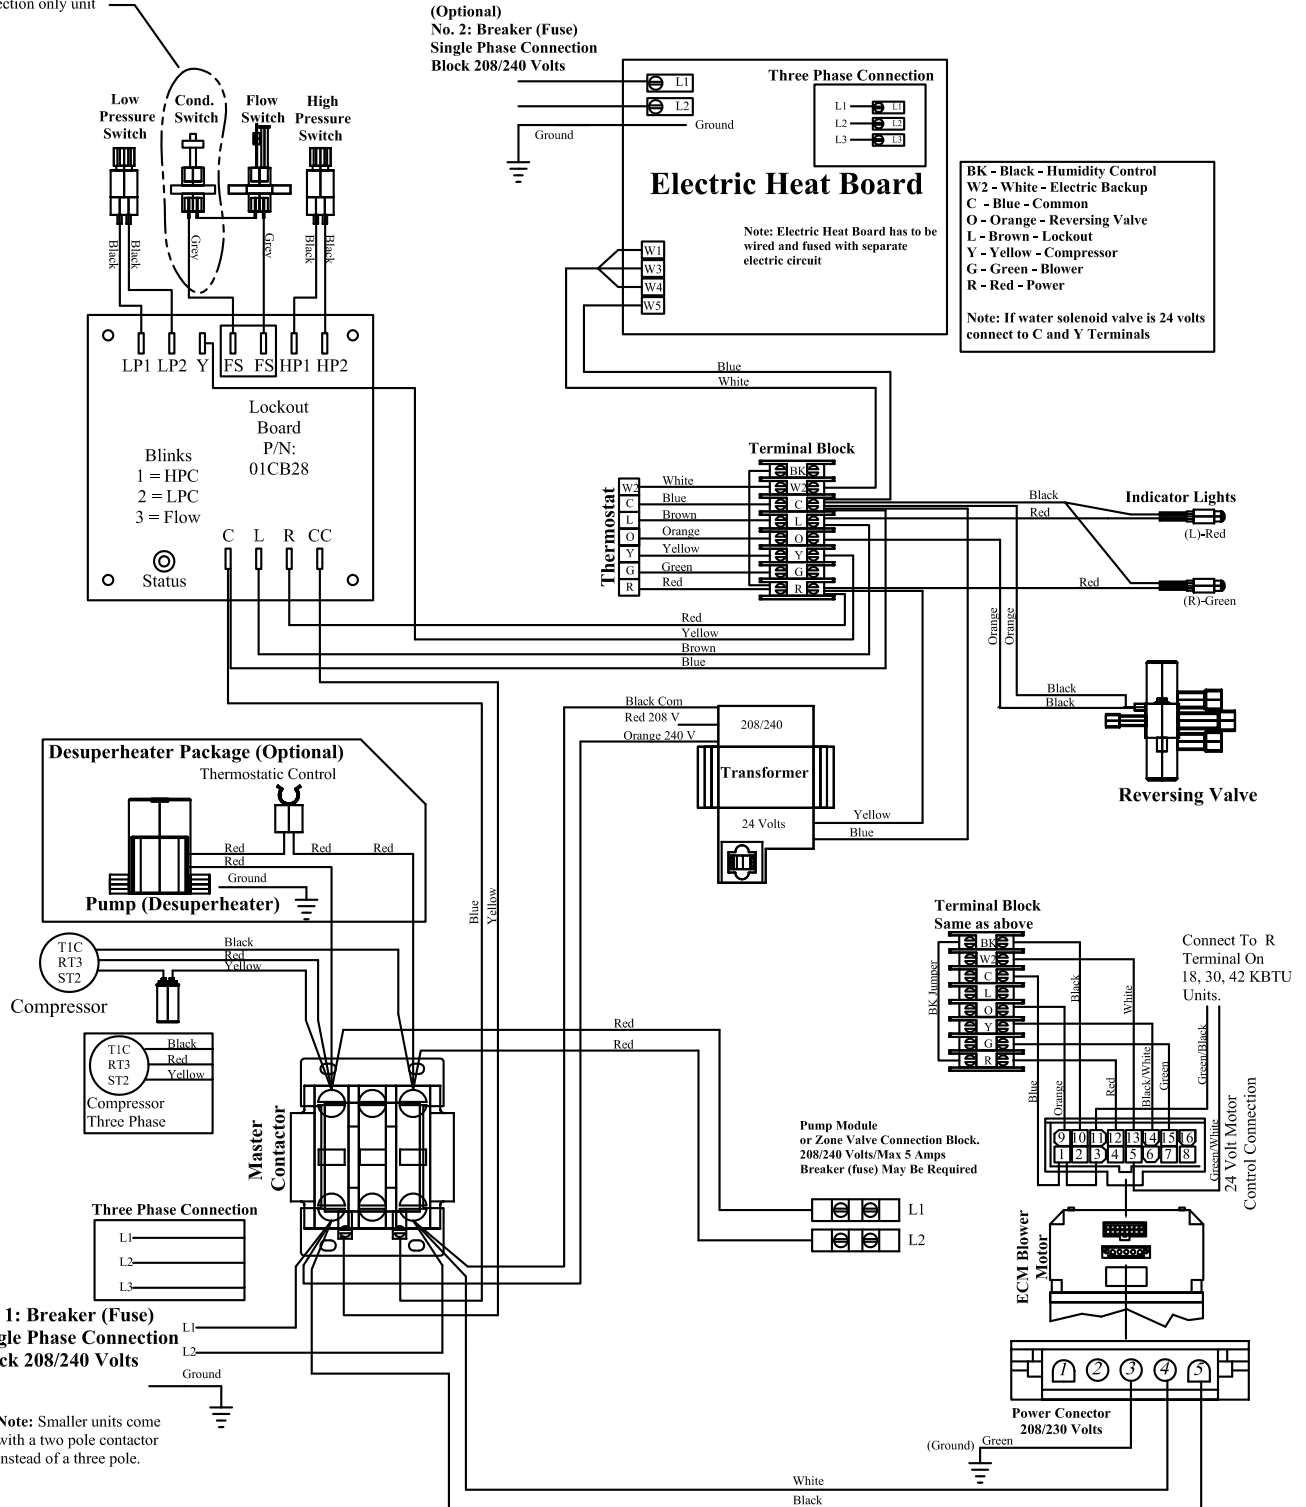 ection only unit
(Optional)
No. 2: Breaker (Fuse)
Single Phase Connection
Block 208/240 Volts
L1
L2
Ground
Ground
Three Phase Connection
L1
L1
L2
L2
L3
L3
Electric Heat Board
Note: Electric Heat Board has to be
wired and fused with separate
electric circuit
W1
W3
W4
W5
BK - Black - Humidity Control
W2 - White - Electric Backup
C - Blue - Common
O - Orange - Reversing Valve
L - Brown - Lockout
Y - Yellow - Compressor
G - Green - Blower
R - Red - Power
Note: If water solenoid valve is 24 volts
connect to C and Y Terminals
Low
Pressure
Switch
Cond.
Switch
Flow
Switch
High
Pressure
Switch
Black
Black
Grey
Grey
Black
Black
LP1 LP2 Y FS FS HP1 HP2
Lockout
Board
P/N:
01CB28
Blinks
1 = HPC
2 = LPC
3 = Flow
Status
C L R CC
Blue
White
Terminal Block
Thermostat
W2 White W2
C Blue C
L Brown L
O Orange O
Y Yellow Y
G Green G
R Red R
BK
Red
Yellow
Brown
Blue
Black
Red
Indicator Lights
(L)-Red
Red
(R)-Green
Orange
Orange
Black
Black
Reversing Valve
Black Com
Red 208 V
Orange 240 V
208/240
Transformer
24 Volts
Yellow
Blue
Desuperheater Package (Optional)
Thermostatic Control
Red
Red
Red
Red
Ground
Pump (Desuperheater)
Blue
Yellow
T1C
RT3
ST2
Black
Red
Yellow
Compressor
T1C
RT3
ST2
Black
Red
Yellow
Compressor
Three Phase
Red
Red
Master
Contactor
Three Phase Connection
L1
L2
L3
1: Breaker (Fuse)
gle Phase Connection
ck 208/240 Volts
L1
L2
Ground
Note: Smaller units come
with a two pole contactor
nstead of a three pole.
Pump Module
or Zone Valve Connection Block.
208/240 Volts/Max 5 Amps
Breaker (fuse) May Be Required
L1
L2
Terminal Block
Same as above
BK
W2
C
L
O
Y
G
R
BK Jumper
Black
White
Blue
Orange
Red
Black/White
Green
Green/Black
Green/White
Connect To R
Terminal On
18, 30, 42 KBTU
Units.
9 10 11 12 13 14 15 16
1 2 3 4 5 6 7 8
24 Volt Motor
Control Connection
ECM Blower
Motor
1 2 3 4 5
Power Conector
208/230 Volts
(Ground) Green
White
Black